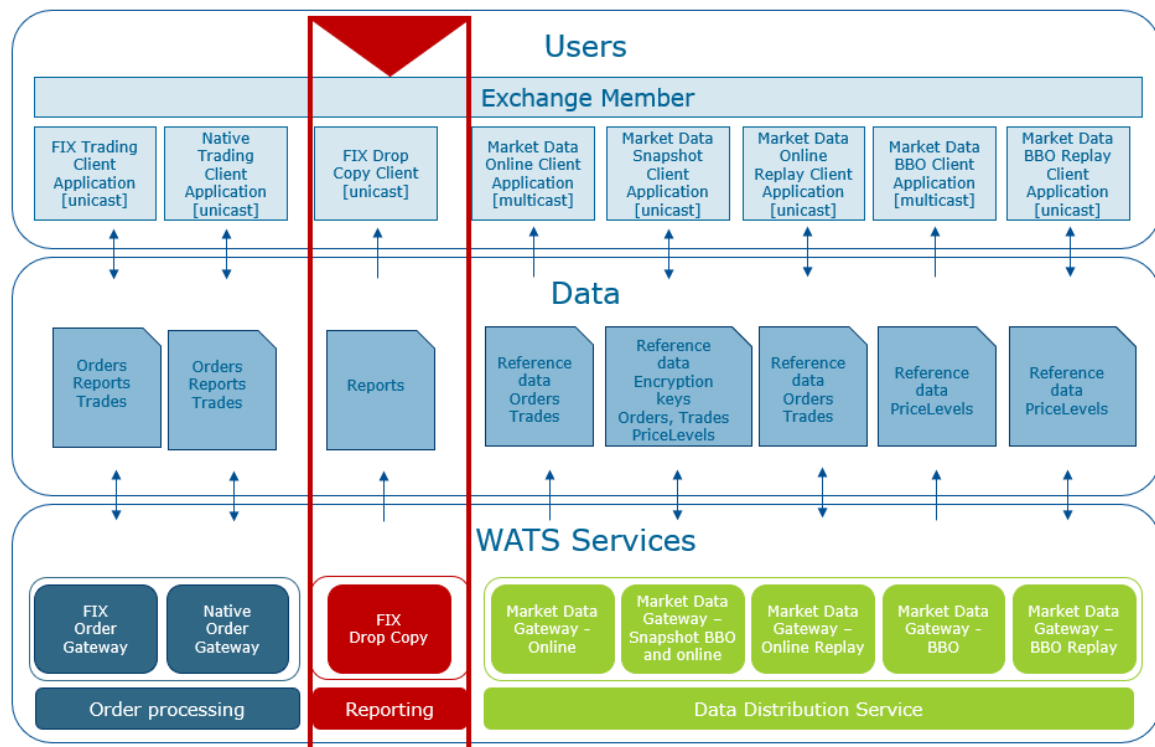 Users
Exchange Member
FIX Trading
Client
Application
[unicast]
Native
Trading
Client
Application
[unicast]
FIX Drop
Copy Client
[unicast]
Market Data
Online Client
Application
[multicast]
Market Data
Snapshot
Client
Application
[unicast]
Market Data
Online
Replay Client
Application
[unicast]
Market Data
BBO Client
Application
[multicast]
Market Data
BBO Replay
Client
Application
[unicast]
Data
Orders
Reports
Trades
Orders
Reports
Trades
Reports
Reference
data
Orders
Trades
Reference
data
Encryption
keys
Orders, Trades
PriceLevels
Reference
data
Orders
Trades
Reference
data
PriceLevels
Reference
data
PriceLevels
WATS Services
FIX
Order
Gateway
Native
Order
Gateway
FIX
Drop Copy
Market Data
Gateway -
Online
Market Data
Gateway –
Snapshot BBO
and online
Market Data
Gateway –
Online Replay
Market Data
Gateway -
BBO
Market Data
Gateway –
BBO Replay
Order processing
Reporting
Data Distribution Service